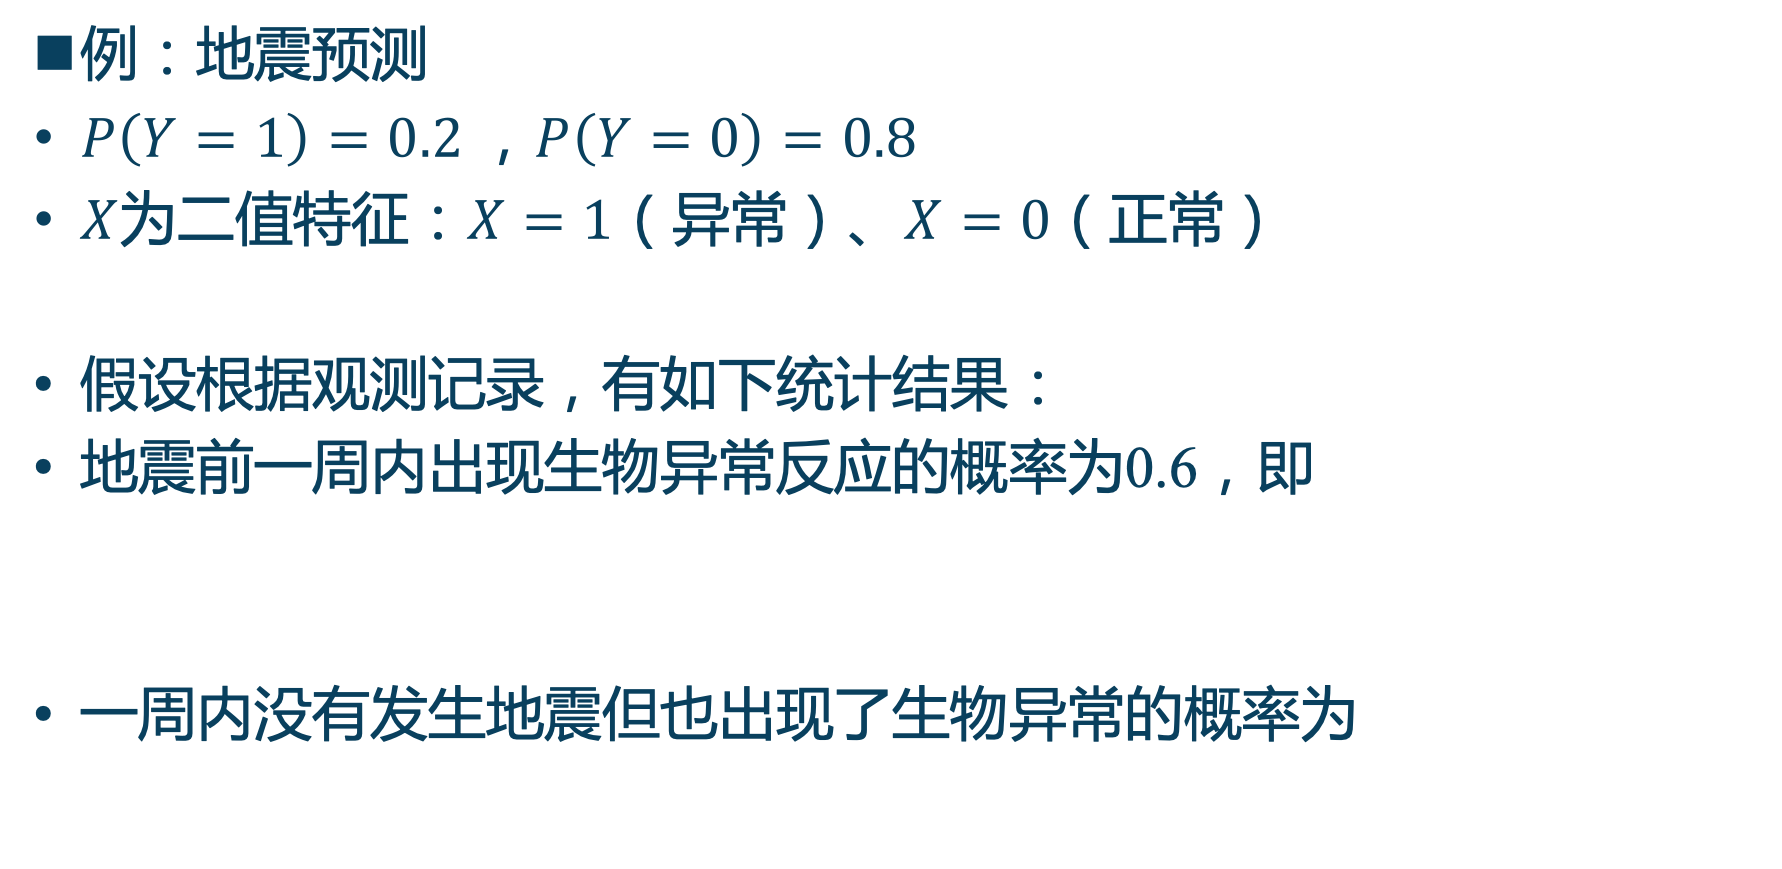 ■例：地震预测
• P(Y = 1) = 0.2 ，P(Y = 0) = 0.8
• X为二值特征：X = 1（异常）、X = 0（正常）
• 假设根据观测记录，有如下统计结果：
• 地震前一周内出现生物异常反应的概率为0.6，即
• 一周内没有发生地震但也出现了生物异常的概率为